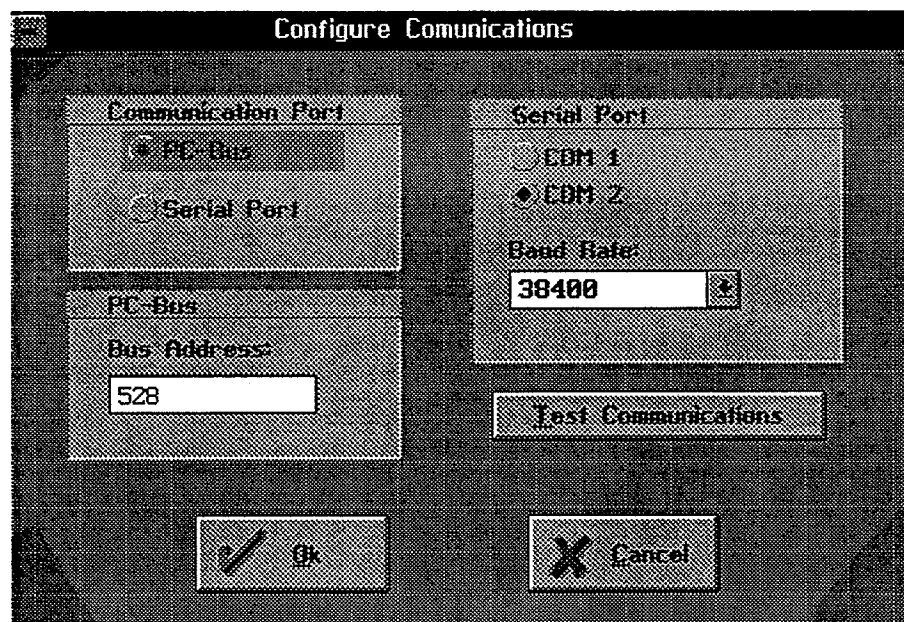 Configure Comunications
Communication Port
PC-Bus
Serial Port
PC-Bus
Bus Address:
528
Serial Port
COM 1
COM 2
Baud Rate:
38400
Test Communications
Ok
Cancel